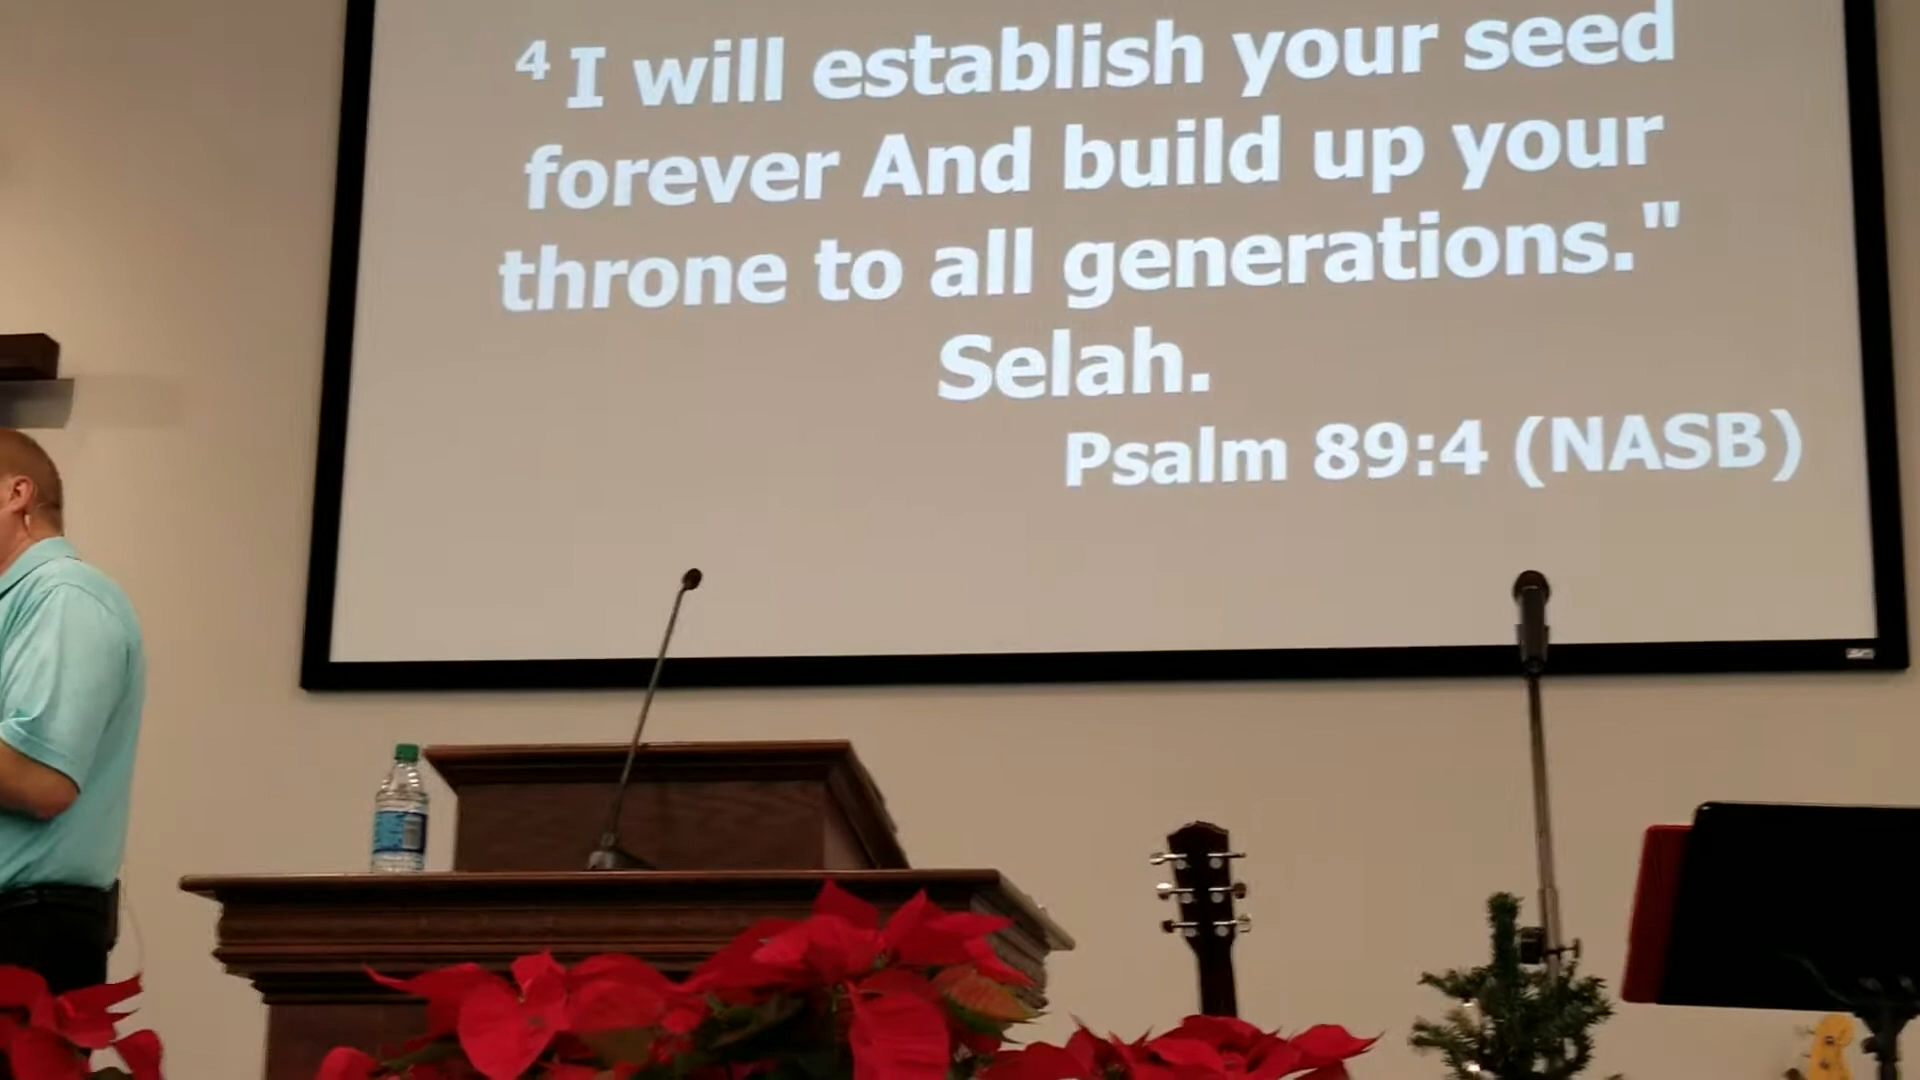 4 I will establish your seed
forever And build up your
throne to all generations."
Selah.
Psalm 89:4 (NASB)